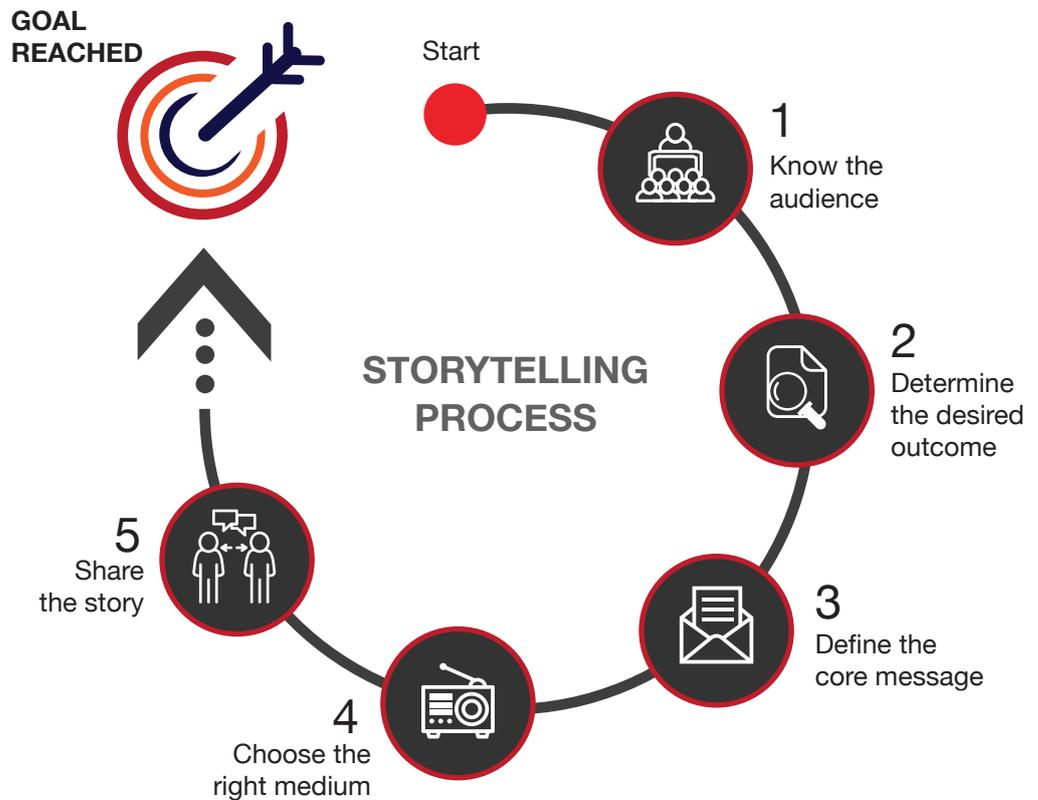 GOAL
REACHED
Start
1
Know the
audience
2
Determine
the desired
outcome
STORYTELLING
PROCESS
3
Define the
core message
4
Choose the
right medium
5
Share
the story